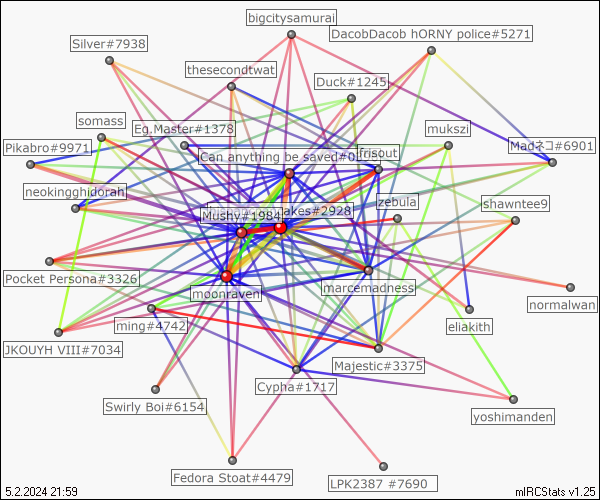 bigcitysamurai
DacobDacob hORNY police#5271
Silver#7938
thesecondtwat
Duck#1245
somass
Eg.Master#1378
mukszi
Pikabro#9971
Can anything be saved#0
frisbut
Madネコ#6901
neokingghidorah
zebula
shawntee9
Mushy#1984
akes#2928
Pocket Persona#3326
moonraven
marcemadness
normalwan
ming#4742
eliakith
JKOUYH VIII#7034
Majestic#3375
Cypha#1717
Swirly Boi#6154
yoshimanden
Fedora Stoat#4479
LPK2387 #7690
5.2.2024 21:59
mIRCStats v1.25